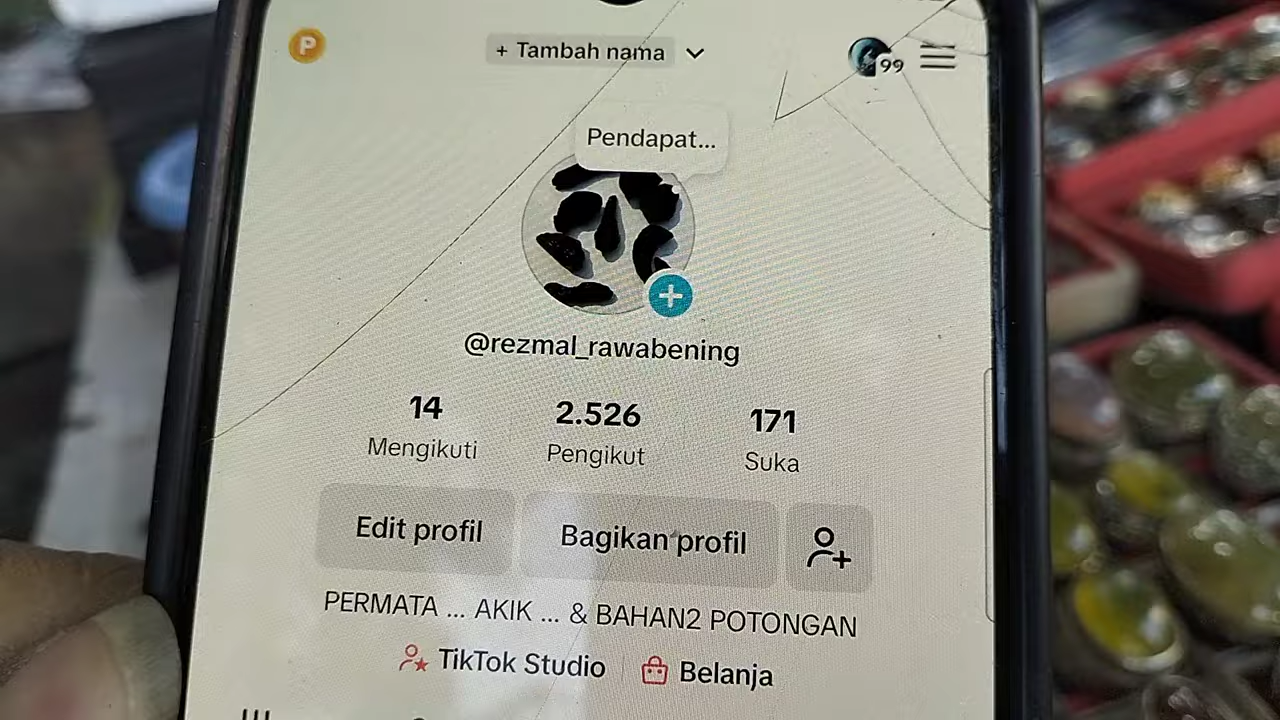 P
+ Tambah nama
99
Pendapat...
@rezmal_rawabening
14 2.526 171
Mengikuti Pengikut Suka
Edit profil Bagikan profil
PERMATA ... AKIK ... & BAHAN2 POTONGAN
TikTok Studio Belanja